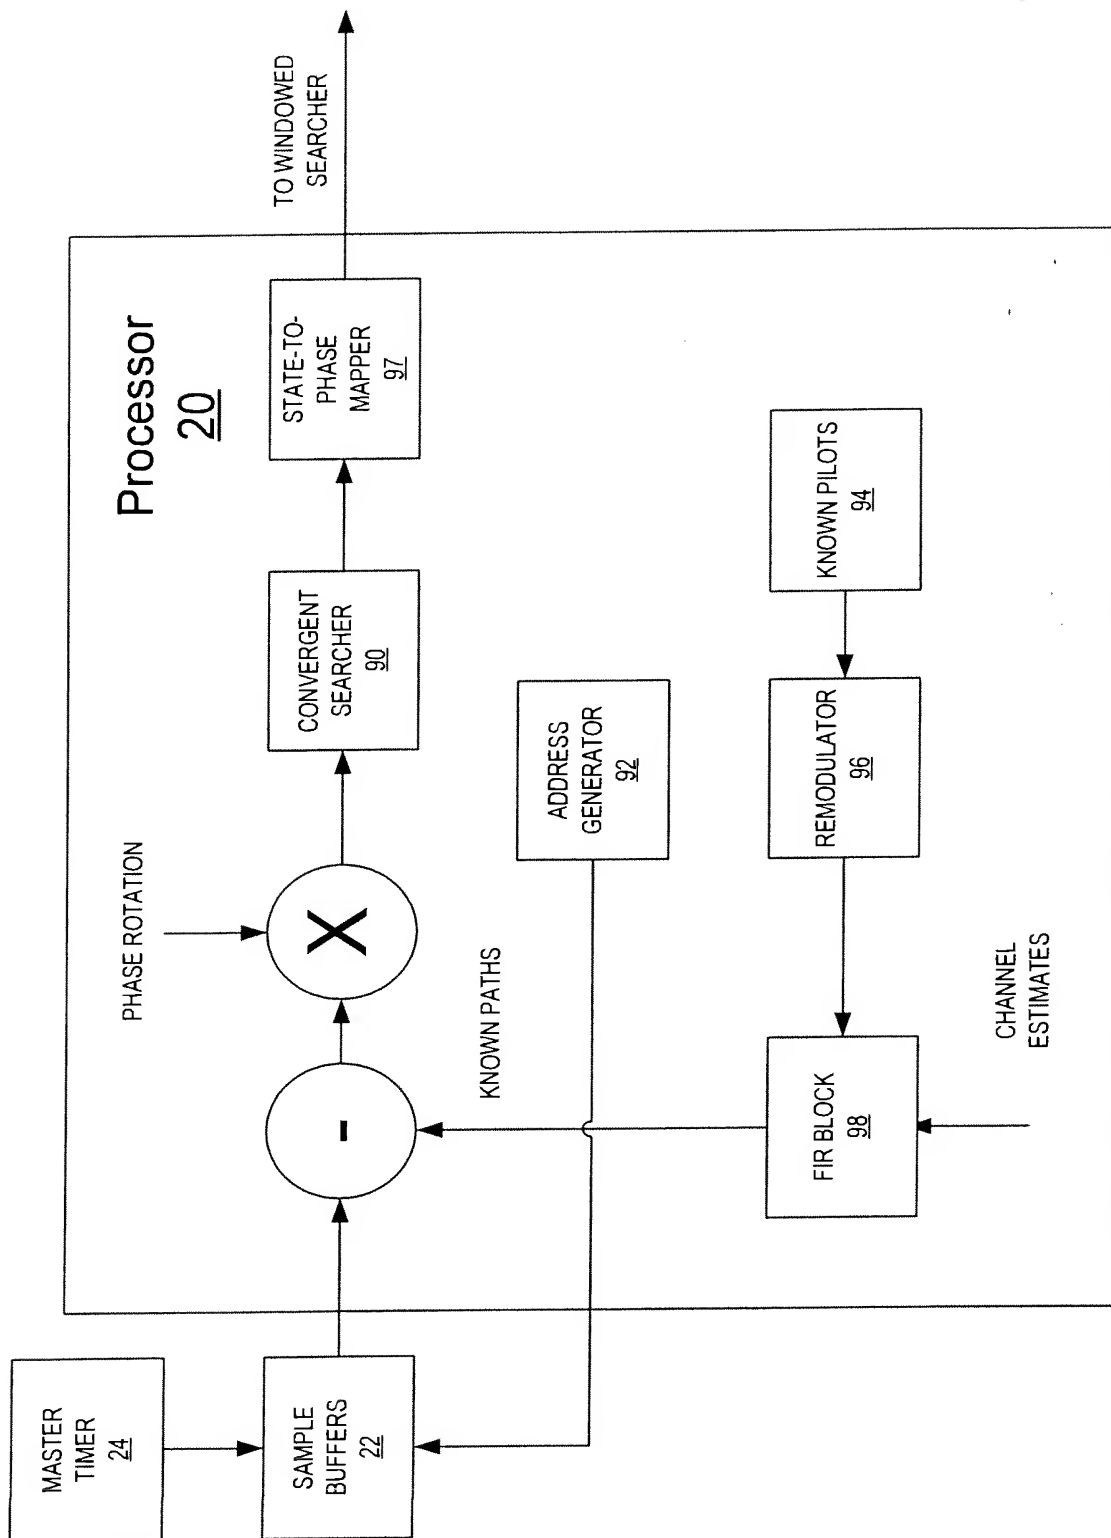 Processor
20
MASTER
TIMER
24
SAMPLE
BUFFERS
22
-
PHASE ROTATION
X
CONVERGENT
SEARCHER
90
STATE-TO-
PHASE
MAPPER
97
TO WINDOWED
SEARCHER
KNOWN PATHS
ADDRESS
GENERATOR
92
FIR BLOCK
98
REMODULATOR
96
KNOWN PILOTS
94
CHANNEL
ESTIMATES